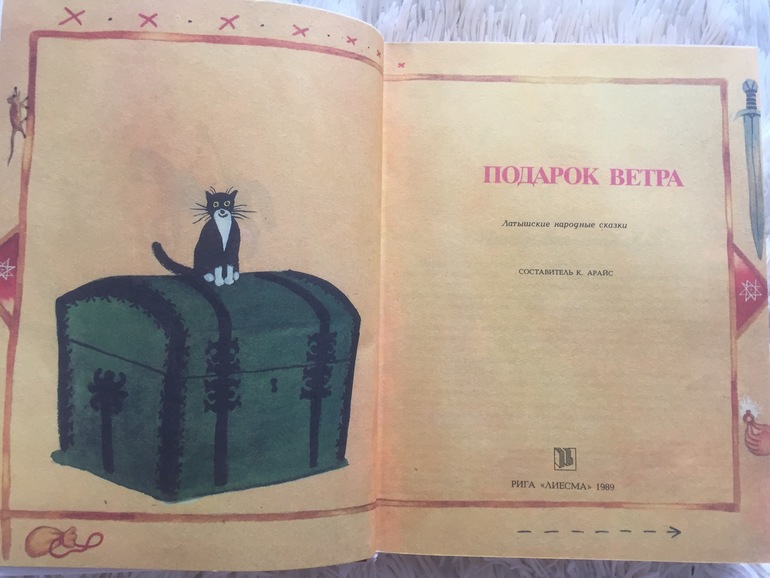 ПОДАРОК ВЕТРА
Латышские народные сказки
СОСТАВИТЕЛЬ К. АРАЙС
РИГА «ЛИЕСМА» 1989